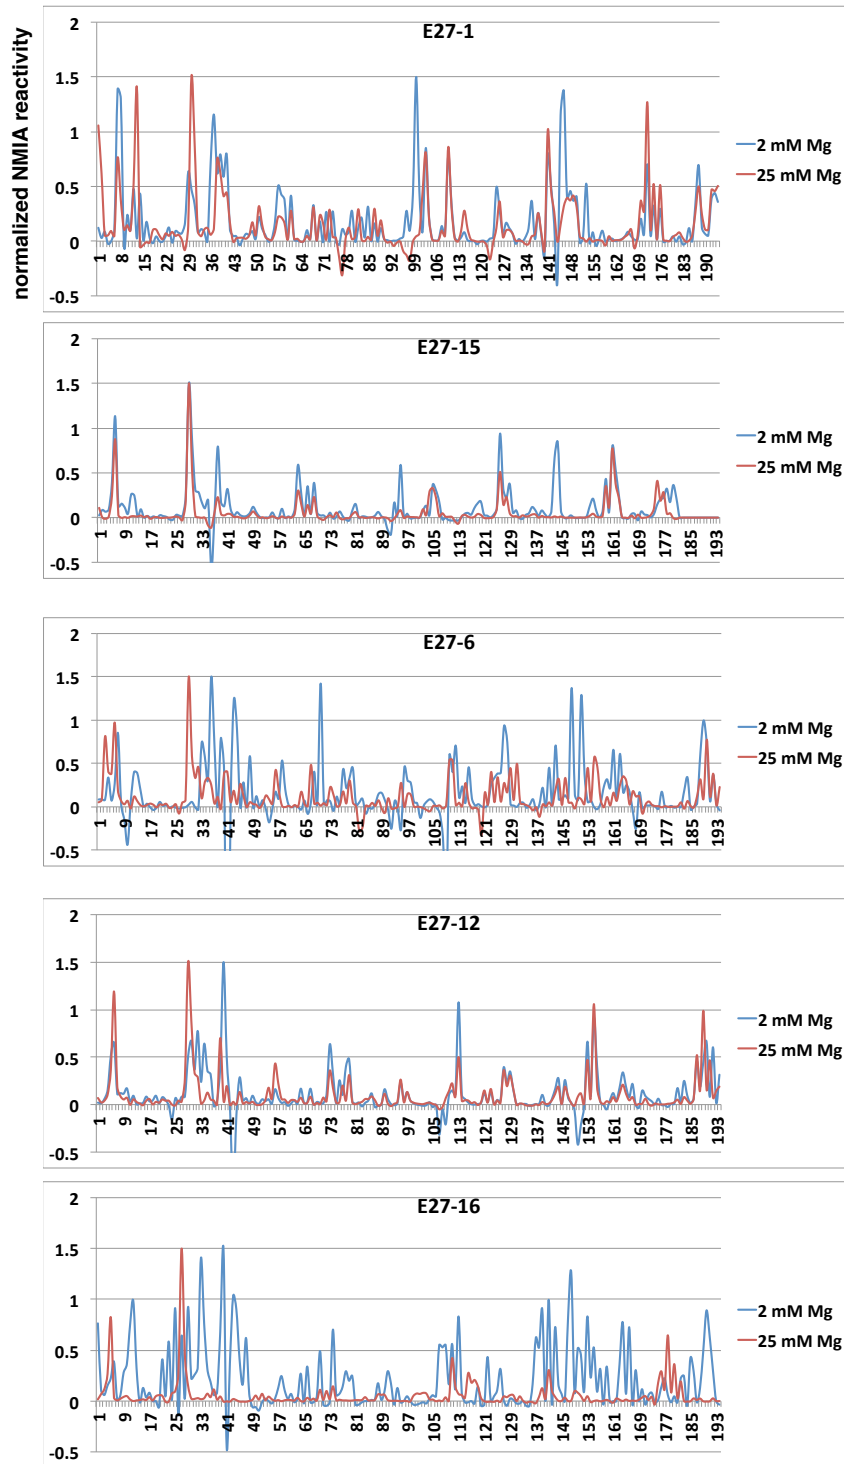 normalized NMIA reactivity
E27-1
2
1.5
1
0.5
0
-0.5
1 8 15 22 29 36 43 50 57 64 71 78 85 92 99 106 113 120 127 134 141 148 155 162 169 176 183 190
2 mM Mg
25 mM Mg
E27-15
2
1.5
1
0.5
0
-0.5
1 9 17 25 33 41 49 57 65 73 81 89 97 105 113 121 129 137 145 153 161 169 177 185 193
2 mM Mg
25 mM Mg
E27-6
2
1.5
1
0.5
0
-0.5
1 9 17 25 33 41 49 57 65 73 81 89 97 105 113 121 129 137 145 153 161 169 177 185 193
2 mM Mg
25 mM Mg
E27-12
2
1.5
1
0.5
0
-0.5
1 9 17 25 33 41 49 57 65 73 81 89 97 105 113 121 129 137 145 153 161 169 177 185 193
2 mM Mg
25 mM Mg
E27-16
2
1.5
1
0.5
0
-0.5
1 9 17 25 33 41 49 57 65 73 81 89 97 105 113 121 129 137 145 153 161 169 177 185 193
2 mM Mg
25 mM Mg